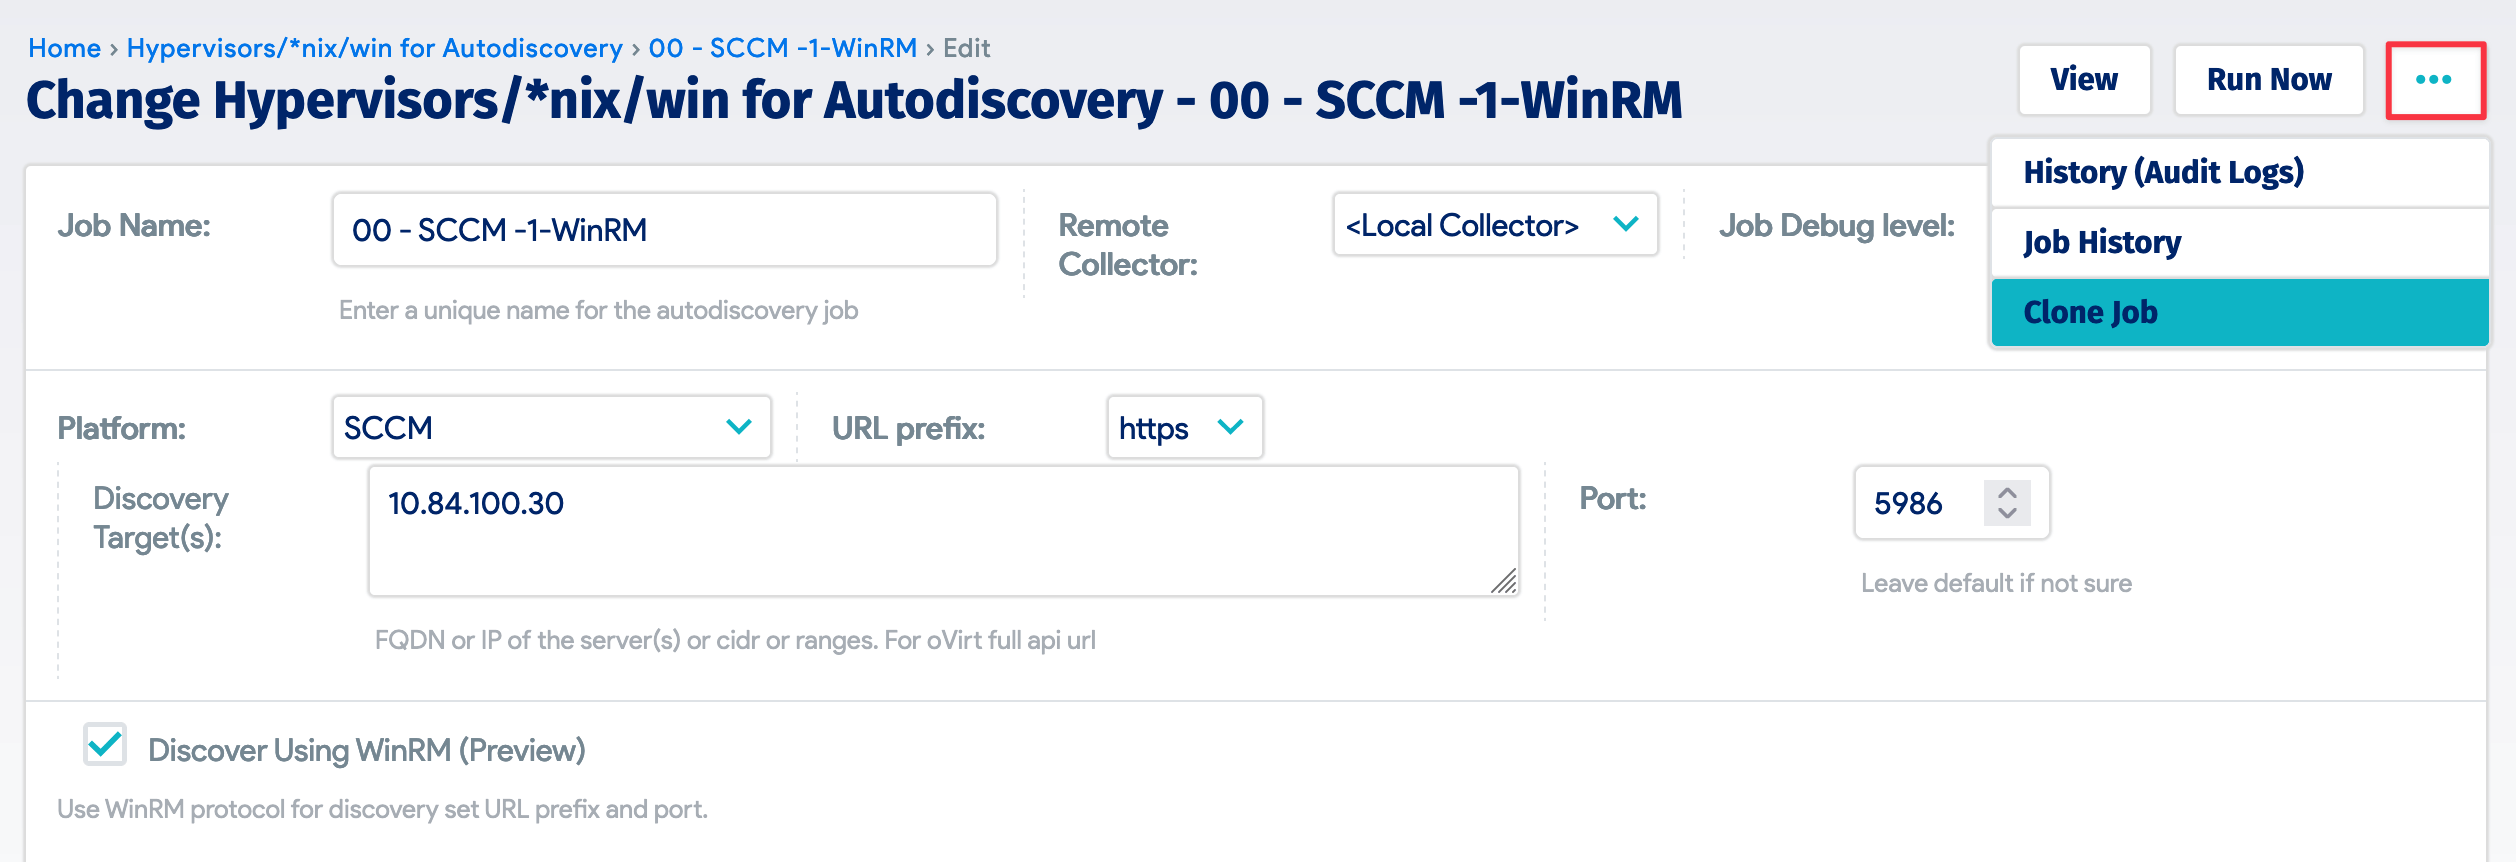 Home › Hypervisors/*nix/win for Autodiscovery › 00 - SCCM -1-WinRM › Edit
Change Hypervisors/*nix/win for Autodiscovery - 00 - SCCM -1-WinRM
View
Run Now
•••
History (Audit Logs)
Job History
Clone Job
Job Name:
00 - SCCM -1-WinRM
Enter a unique name for the autodiscovery job
Remote
Collector:
<Local Collector>
Job Debug level:
Platform:
SCCM
URL prefix:
https
Discovery
Target(s):
10.84.100.30
FQDN or IP of the server(s) or cidr or ranges. For oVirt full api url
Port:
5986
Leave default if not sure
Discover Using WinRM (Preview)
Use WinRM protocol for discovery set URL prefix and port.